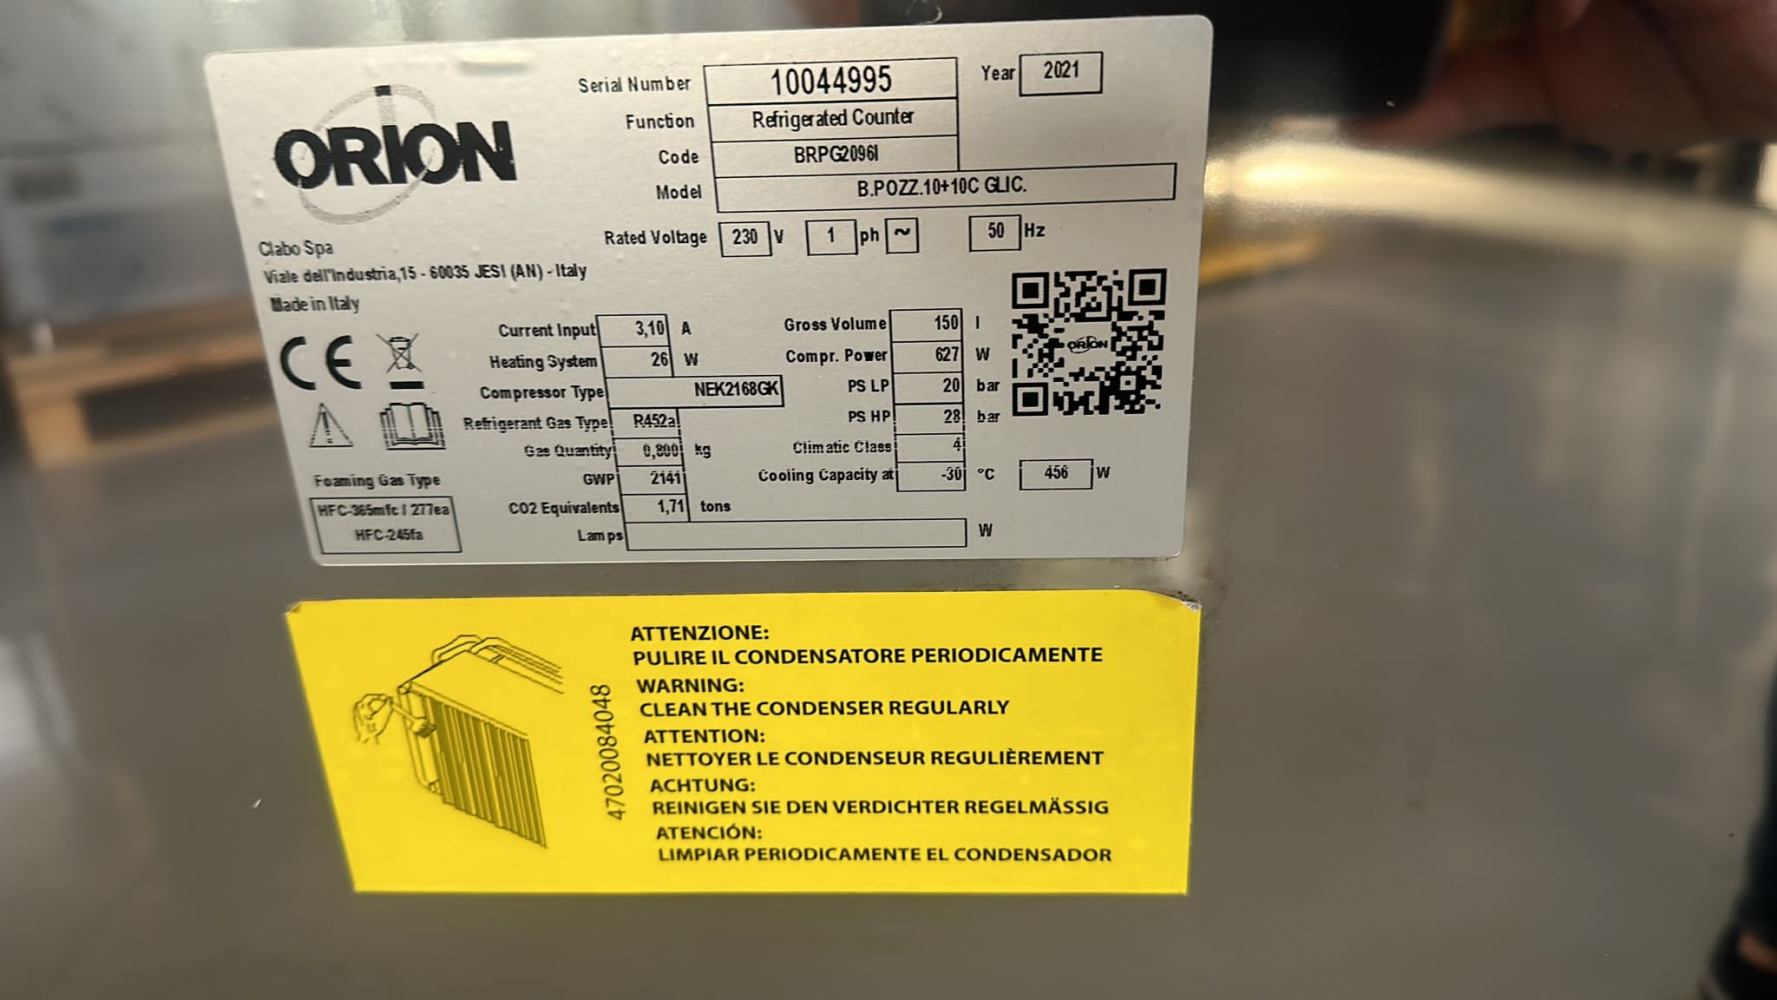 ORION
Serial Number 10044995 Year 2021
Function Refrigerated Counter
Code BRPG2096I
Model B.POZZ.10+10C GLIC.
Rated Voltage 230 V 1 ph ~ 50 Hz
Clabo Spa
Viale dell'Industria,15 - 60035 JESI (AN) - Italy
Made in Italy
CE
Current Input 3,10 A
Heating System 26 W
Compressor Type NEK2168GK
Refrigerant Gas Type R452a
Gas Quantity 0,800 kg
GWP 2141
CO2 Equivalents 1,71 tons
Lamps W
Gross Volume 150 l
Compr. Power 627 W
PS LP 20 bar
PS HP 28 bar
Climatic Class 4
Cooling Capacity at -30 °C 456 W
ORION
Foaming Gas Type
HFC-365mfc / 277ea
HFC-245fa
47020084048
ATTENZIONE:
PULIRE IL CONDENSATORE PERIODICAMENTE
WARNING:
CLEAN THE CONDENSER REGULARLY
ATTENTION:
NETTOYER LE CONDENSEUR REGULIÈREMENT
ACHTUNG:
REINIGEN SIE DEN VERDICHTER REGELMÄSSIG
ATENCIÓN:
LIMPIAR PERIODICAMENTE EL CONDENSADOR